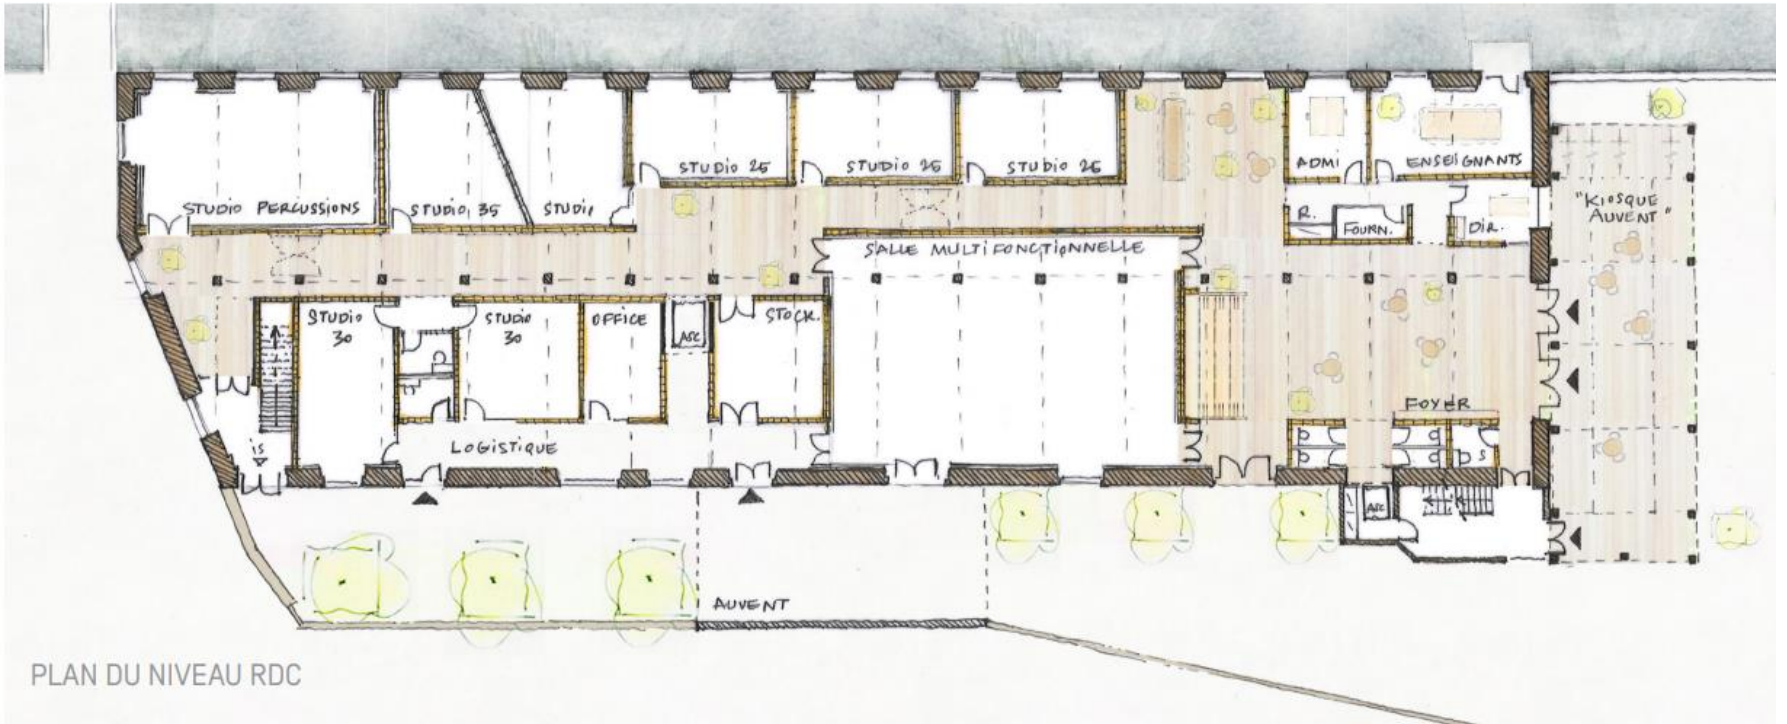 STUDIO 25
STUDIO 25
STUDIO 25
ADMI
ENSEIGNANTS
STUDIO PERCUSSIONS
STUDIO 35
STUDI
R.
FOURN.
DIR.
"KIOSQUE
AUVENT"
SALLE MULTIFONCTIONNELLE
STUDIO
30
STUDIO
30
OFFICE
ASC
STOCK.
FOYER
LOGISTIQUE
iS
S
ASC
AUVENT
PLAN DU NIVEAU RDC